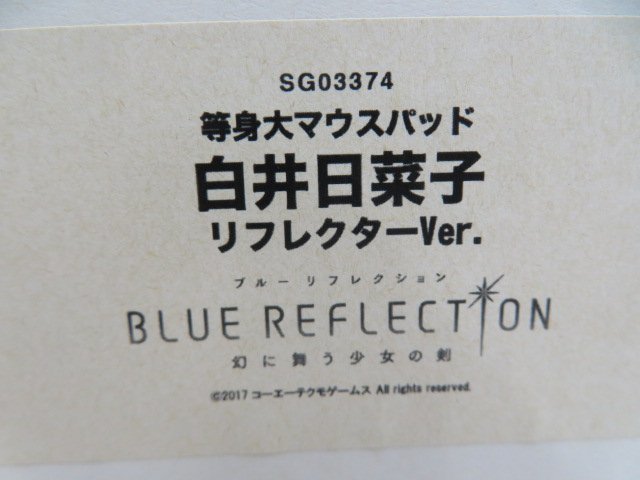 SG03374
等身大マウスパッド
白井日菜子
リフレクターVer.
ブルー リフレクション
BLUE REFLECTION
幻に舞う少女の剣
©2017 コーエーテクモゲームス All rights reserved.